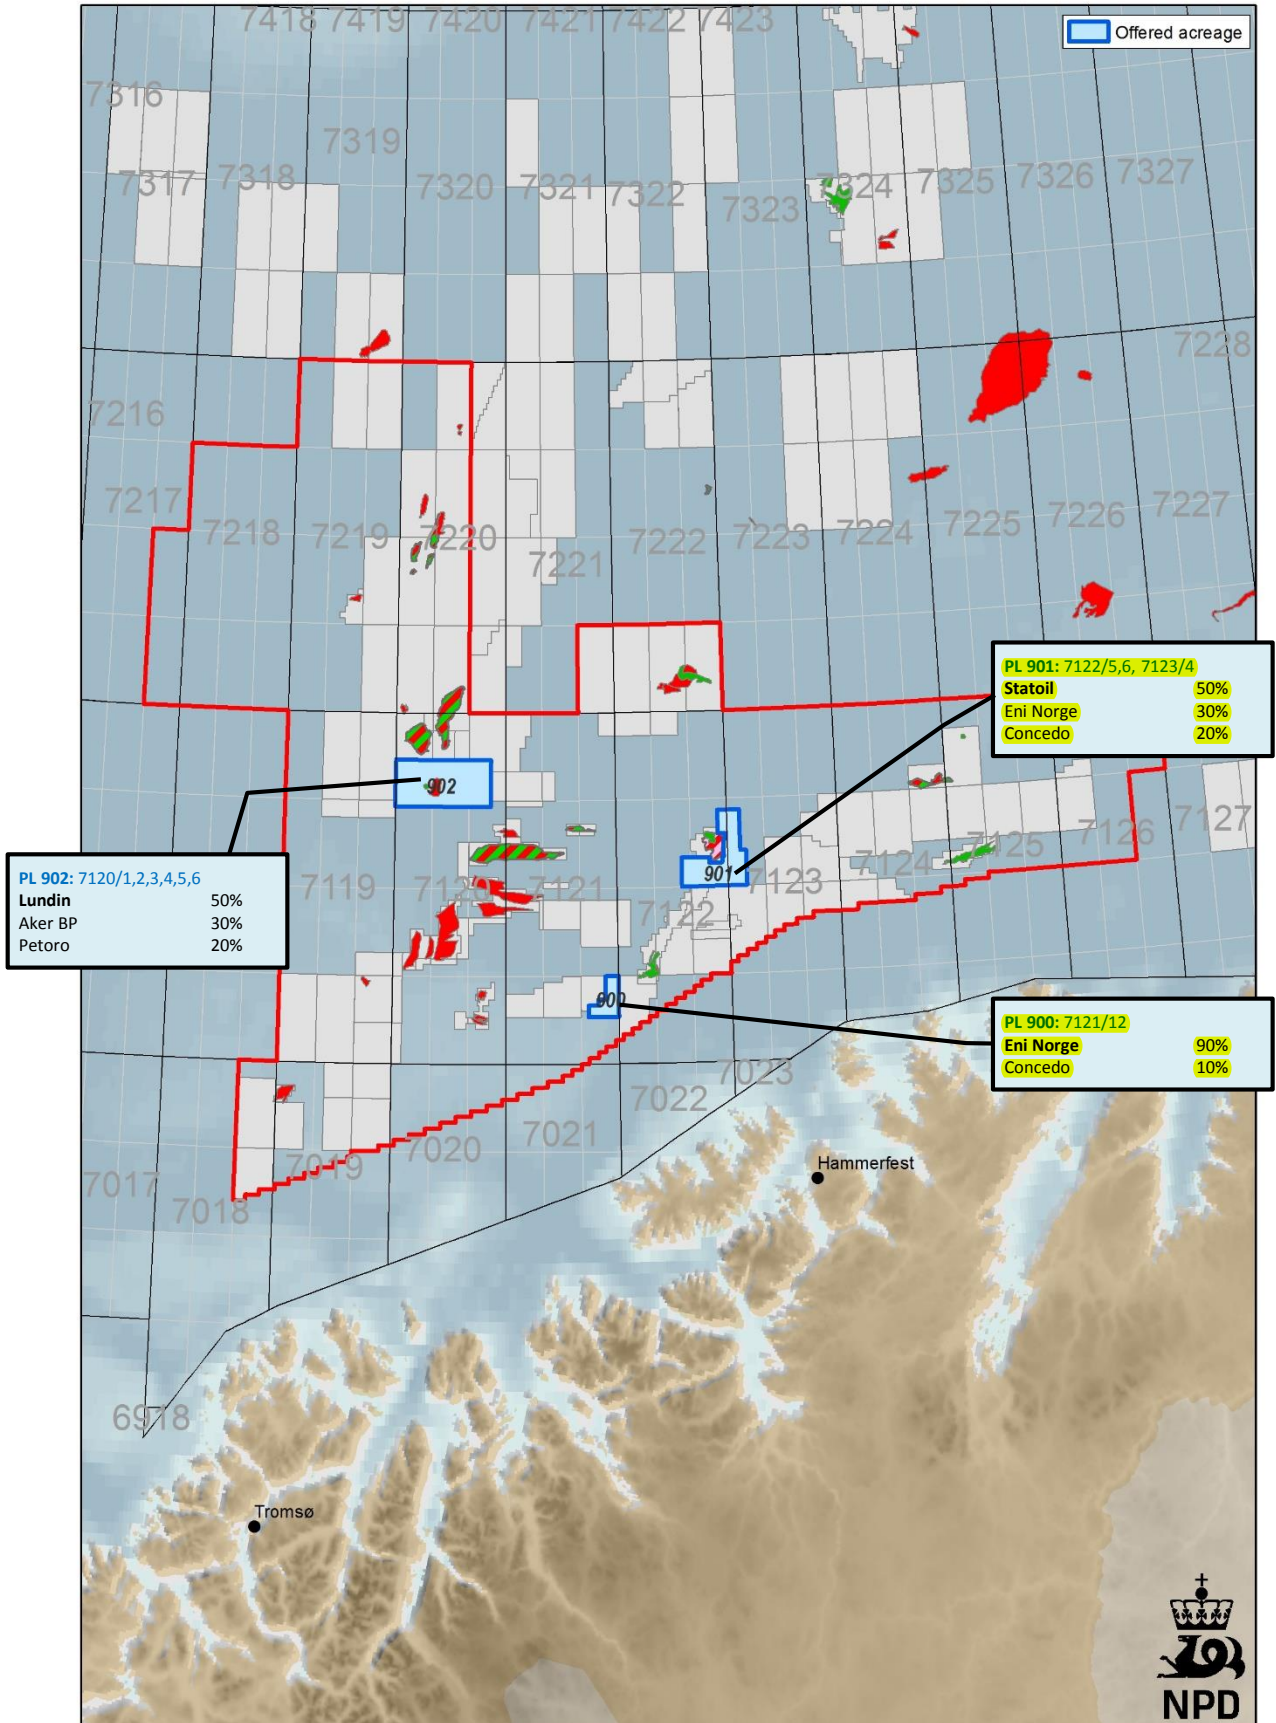 7418 7419 7420 7421 7422 7423
Offered acreage
7316
7319
7317 7318 7320 7321 7322 7323 7324 7325 7326 7327
7228
7216
7217 7218 7219 7220 7221 7222 7223 7224 7225 7226 7227
PL 901: 7122/5,6, 7123/4
Statoil 50%
Eni Norge 30%
Concedo 20%
902
PL 902: 7120/1,2,3,4,5,6
Lundin 50%
Aker BP 30%
Petoro 20%
901
7119 7120 7121 7122 7123 7124 7125 7126 7127
900
PL 900: 7121/12
Eni Norge 90%
Concedo 10%
7017 7018 7019 7020 7021 7022 7023
Hammerfest
6918
Tromsø
NPD